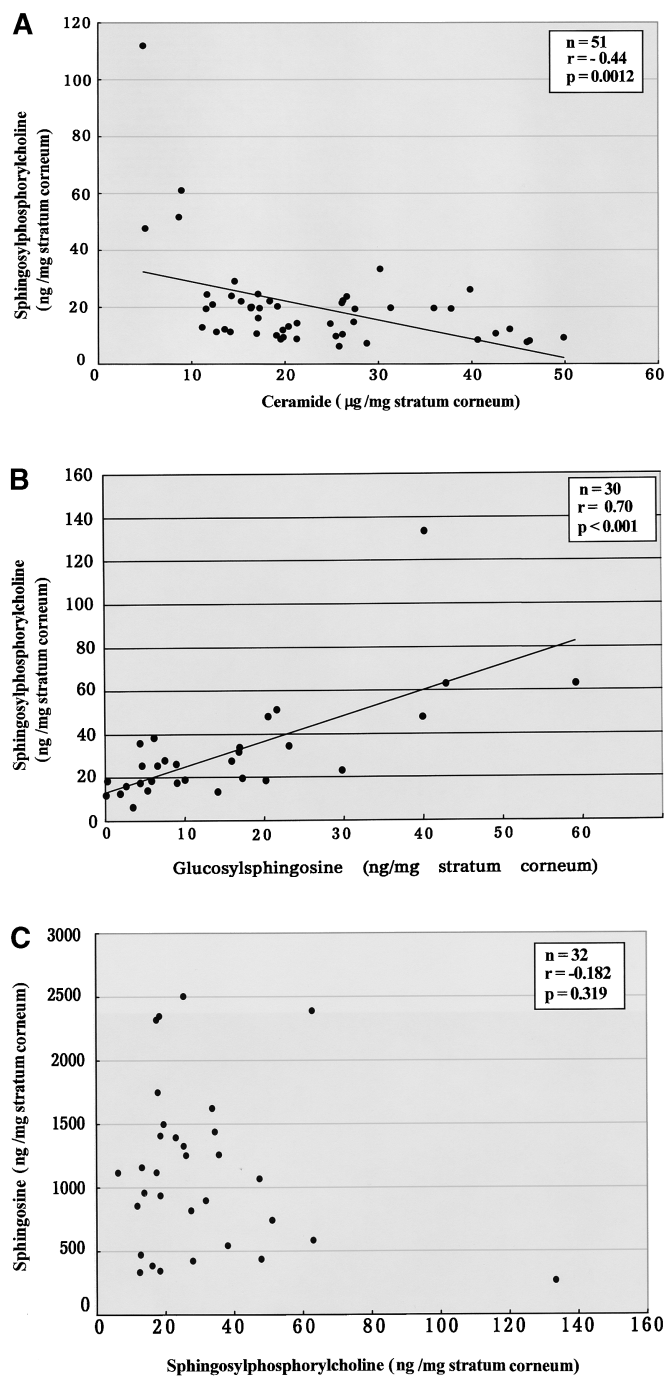 A
120
100
80
60
40
20
0
0 10 20 30 40 50 60
Sphingosylphosphorylcholine
(ng /mg stratum corneum)
n = 51
r = - 0.44
p = 0.0012
Ceramide ( μg /mg stratum corneum)
B
160
140
120
100
80
60
40
20
0
0 10 20 30 40 50 60
Sphingosylphosphorylcholine
(ng /mg stratum corneum)
n = 30
r = 0.70
p < 0.001
Glucosylsphingosine (ng/mg stratum corneum)
C
3000
2500
2000
1500
1000
500
0
0 20 40 60 80 100 120 140 160
Sphingosine ( ng /mg stratum corneum)
n = 32
r = -0.182
p = 0.319
Sphingosylphosphorylcholine ( ng /mg stratum corneum)